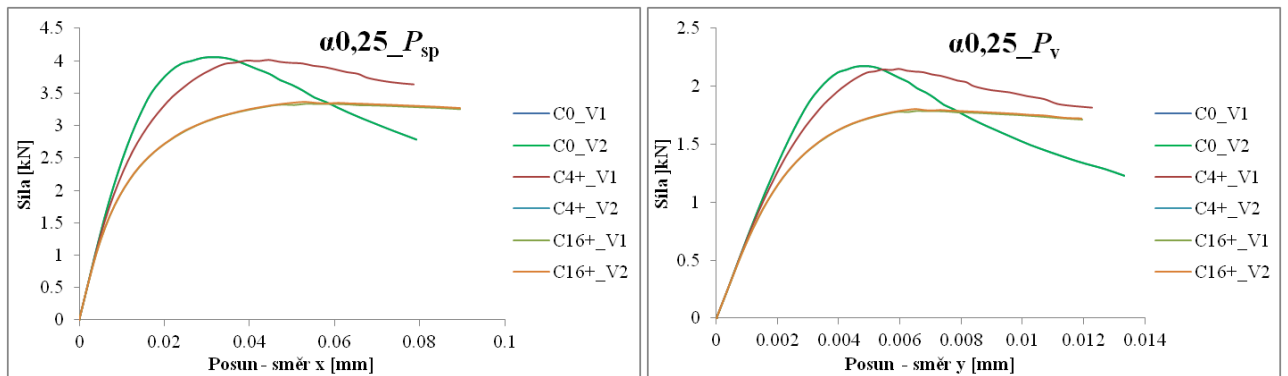 α0,25_Psp
Síla [kN]
4.5
4
3.5
3
2.5
2
1.5
1
0.5
0
0
0.02
0.04
0.06
0.08
0.1
Posun - směr x [mm]
C0_V1
C0_V2
C4+_V1
C4+_V2
C16+_V1
C16+_V2
α0,25_Pv
Síla [kN]
2.5
2
1.5
1
0.5
0
0
0.002
0.004
0.006
0.008
0.01
0.012
0.014
Posun - směr y [mm]
C0_V1
C0_V2
C4+_V1
C4+_V2
C16+_V1
C16+_V2